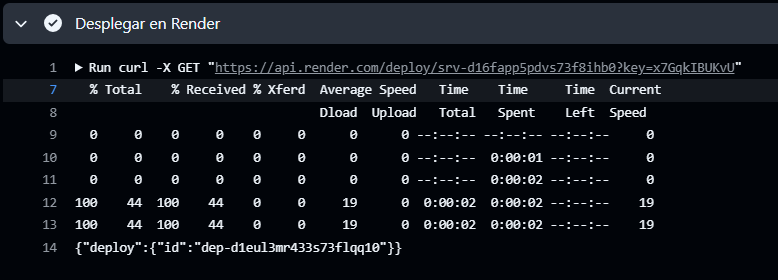 Desplegar en Render
1 Run curl -X GET "https://api.render.com/deploy/srv-d16fapp5pdvs73f8ihb0?key=x7GqkIBUKvU"
7 % Total % Received % Xferd Average Speed Time Time Time Current
8 Dload Upload Total Spent Left Speed
9 0 0 0 0 0 0 0 0 --:--:-- --:--:-- --:--:-- 0
10 0 0 0 0 0 0 0 0 --:--:-- 0:00:01 --:--:-- 0
11 0 0 0 0 0 0 0 0 --:--:-- 0:00:02 --:--:-- 0
12 100 44 100 44 0 0 19 0 0:00:02 0:00:02 --:--:-- 19
13 100 44 100 44 0 0 19 0 0:00:02 0:00:02 --:--:-- 19
14 {"deploy":{"id":"dep-d1eul3mr433s73flqq10"}}